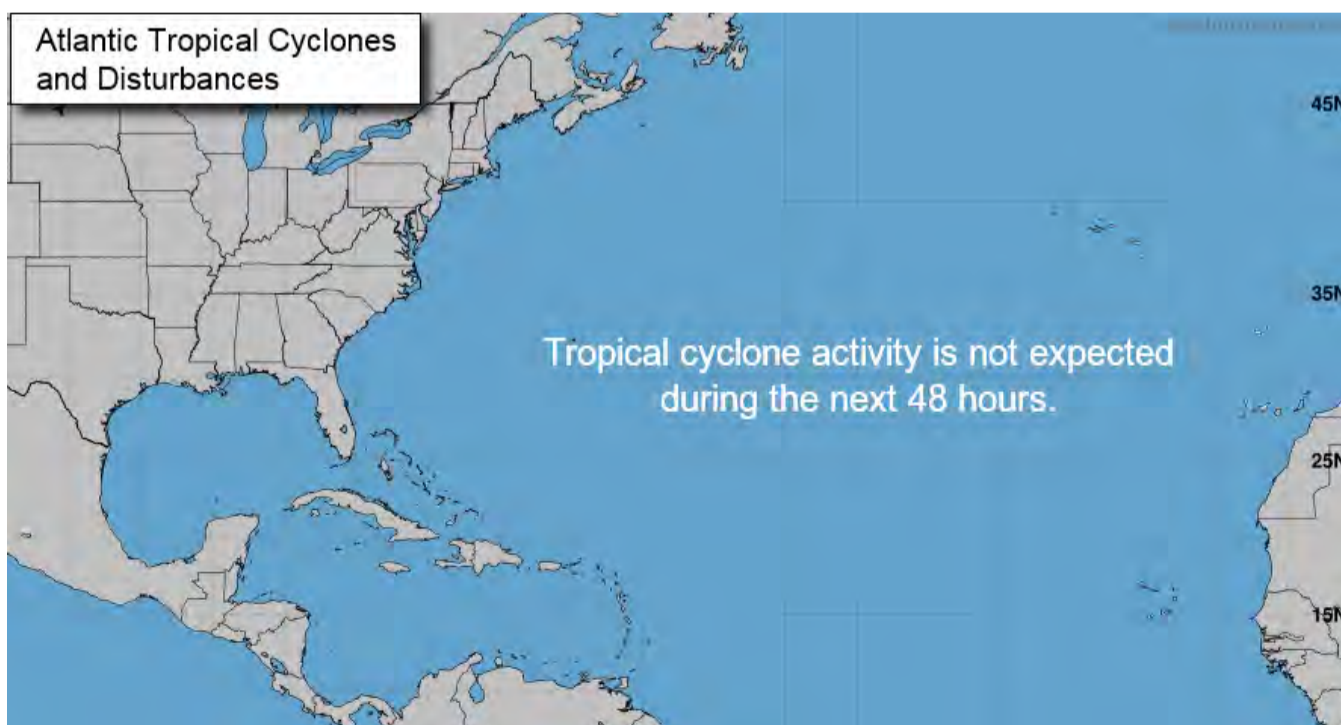 Atlantic Tropical Cyclones
and Disturbances
45N
35N
Tropical cyclone activity is not expected
during the next 48 hours.
25N
15N